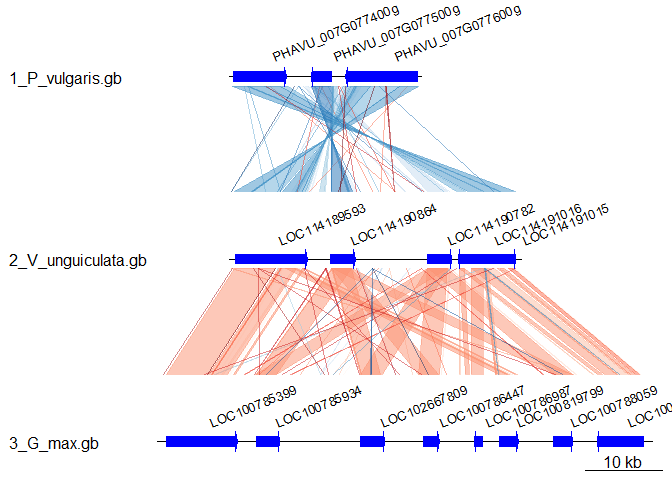 PHAVU_007G077400g
PHAVU_007G077500g
PHAVU_007G077600g
1_P_vulgaris.gb
LOC114189593
LOC114190864
LOC114190782
LOC114191016
LOC114191015
2_V_unguiculata.gb
LOC100785399
LOC100785934
LOC102667809
LOC100786447
LOC100786987
LOC100819799
LOC100788059
LOC100
3_G_max.gb
10 kb